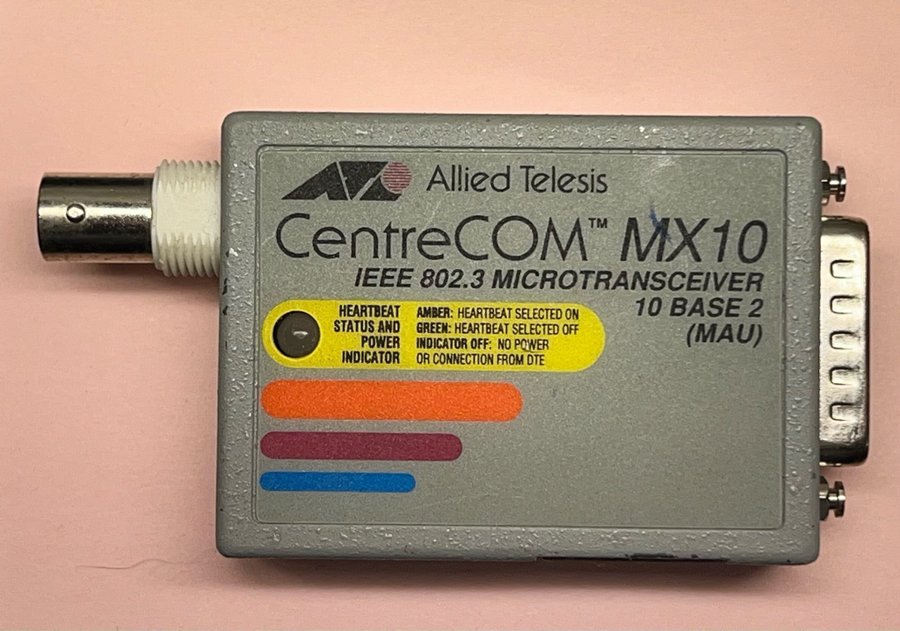 Allied Telesis
CentreCOM™ MX10
IEEE 802.3 MICROTRANSCEIVER
10 BASE 2
(MAU)
HEARTBEAT
STATUS AND
POWER
INDICATOR
AMBER: HEARTBEAT SELECTED ON
GREEN: HEARTBEAT SELECTED OFF
INDICATOR OFF: NO POWER
OR CONNECTION FROM DTE